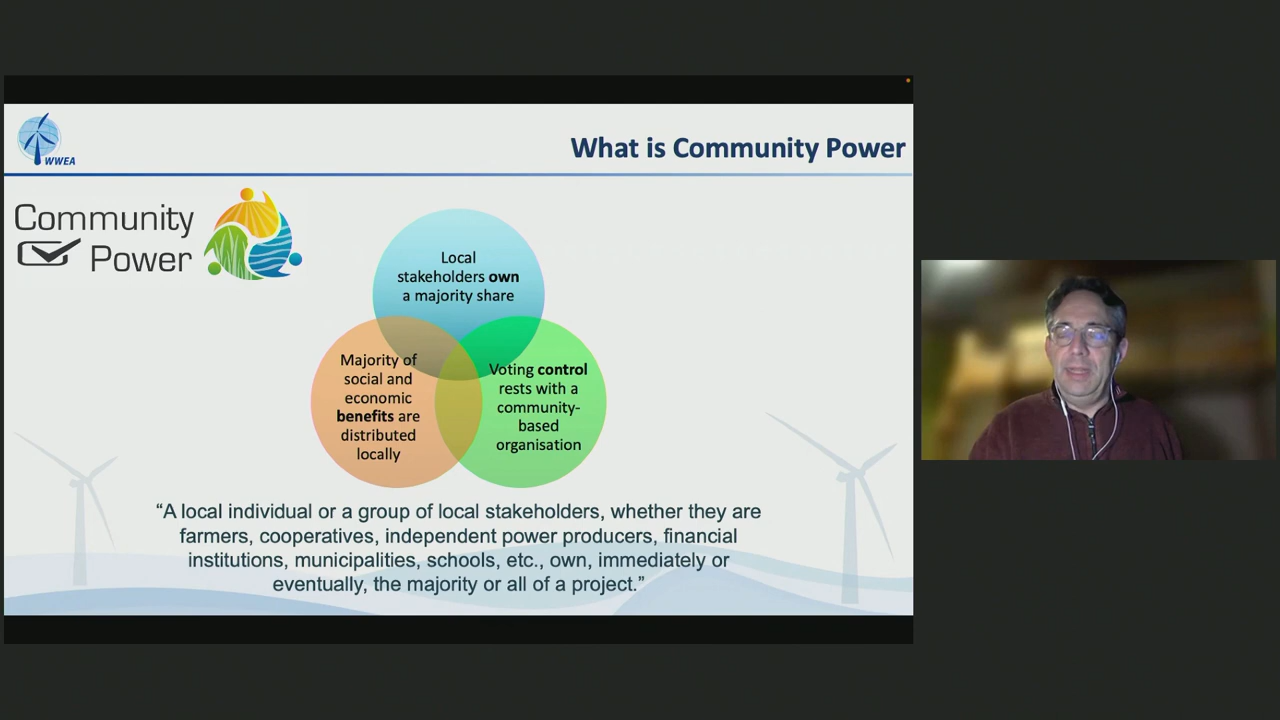 WWEA
What is Community Power
Community
Power
Local
stakeholders own
a majority share
Majority of
social and
economic
benefits are
distributed
locally
Voting control
rests with a
community-
based
organisation
“A local individual or a group of local stakeholders, whether they are
farmers, cooperatives, independent power producers, financial
institutions, municipalities, schools, etc., own, immediately or
eventually, the majority or all of a project.”